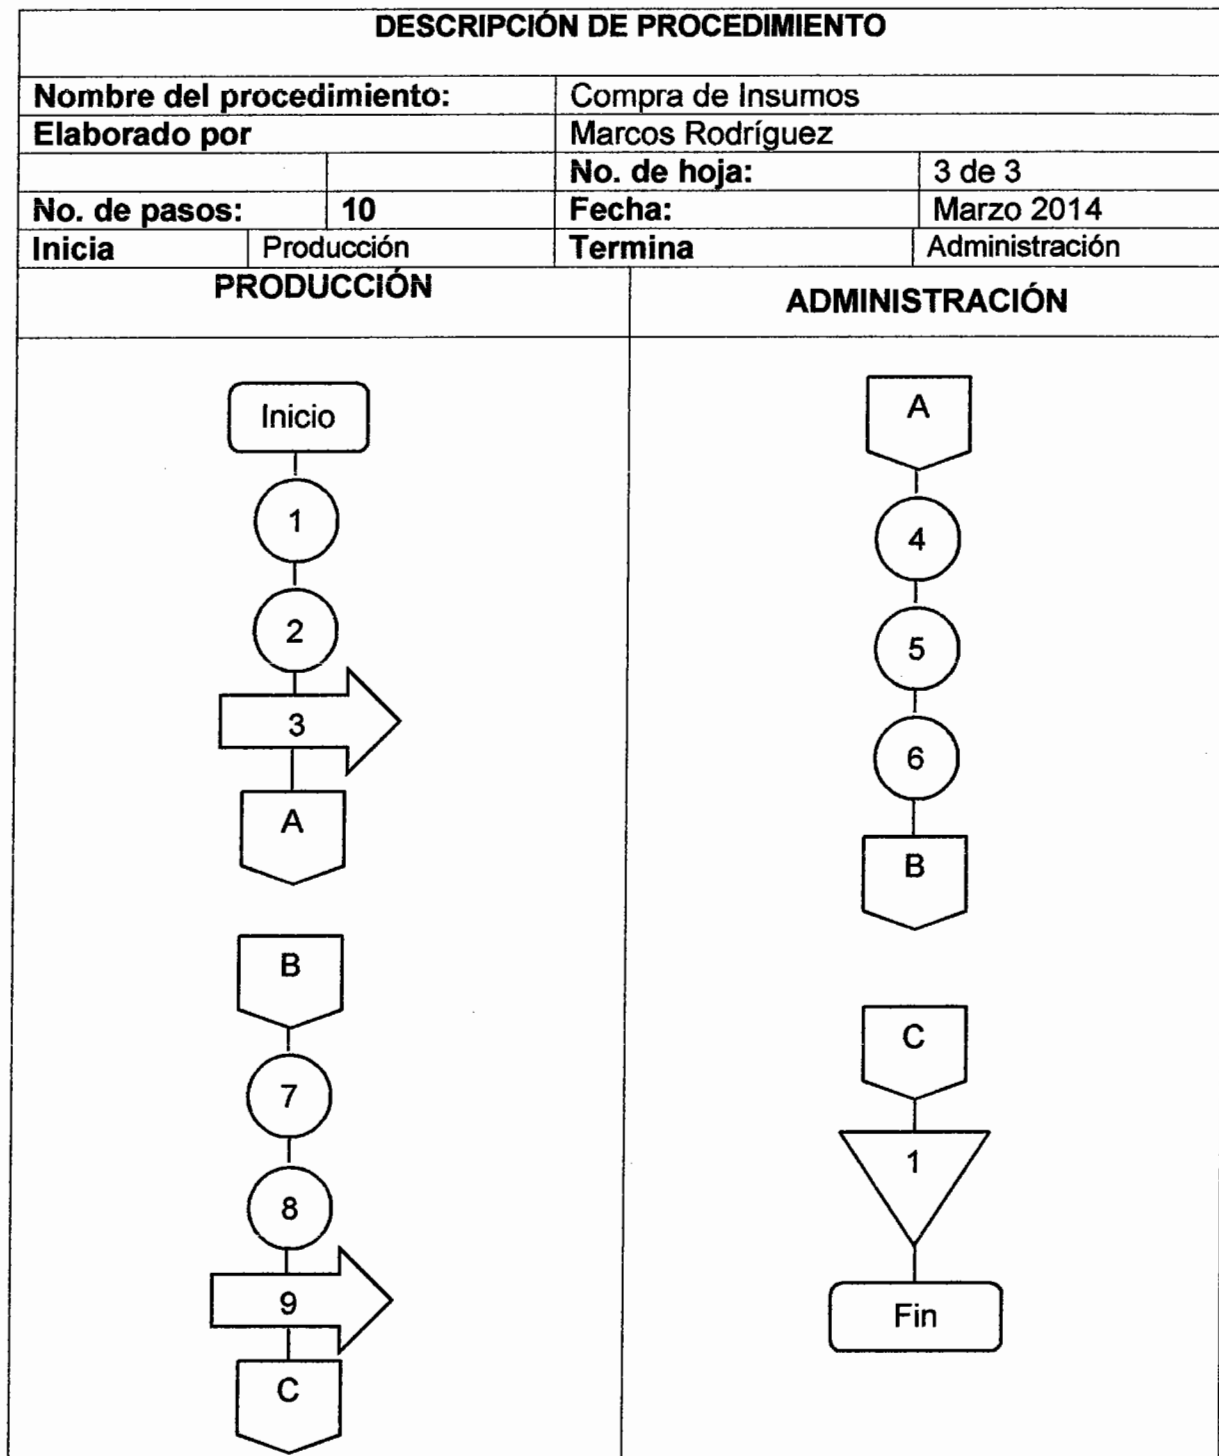 DESCRIPCIÓN DE PROCEDIMIENTO
Nombre del procedimiento: Compra de Insumos
Elaborado por Marcos Rodríguez
No. de hoja: 3 de 3
No. de pasos: 10 Fecha: Marzo 2014
Inicia Producción Termina Administración
PRODUCCIÓN
Inicio
1
2
3
A
B
7
8
9
C
ADMINISTRACIÓN
A
4
5
6
B
C
1
Fin